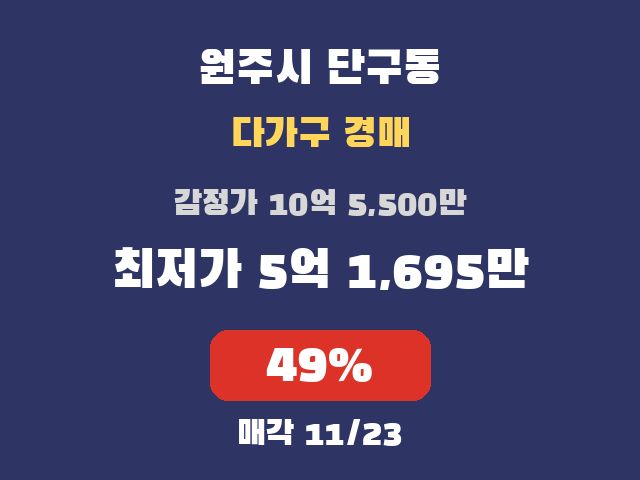 원주시 단구동
다가구 경매
감정가 10억 5,500만
최저가 5억 1,695만
49%
매각 11/23